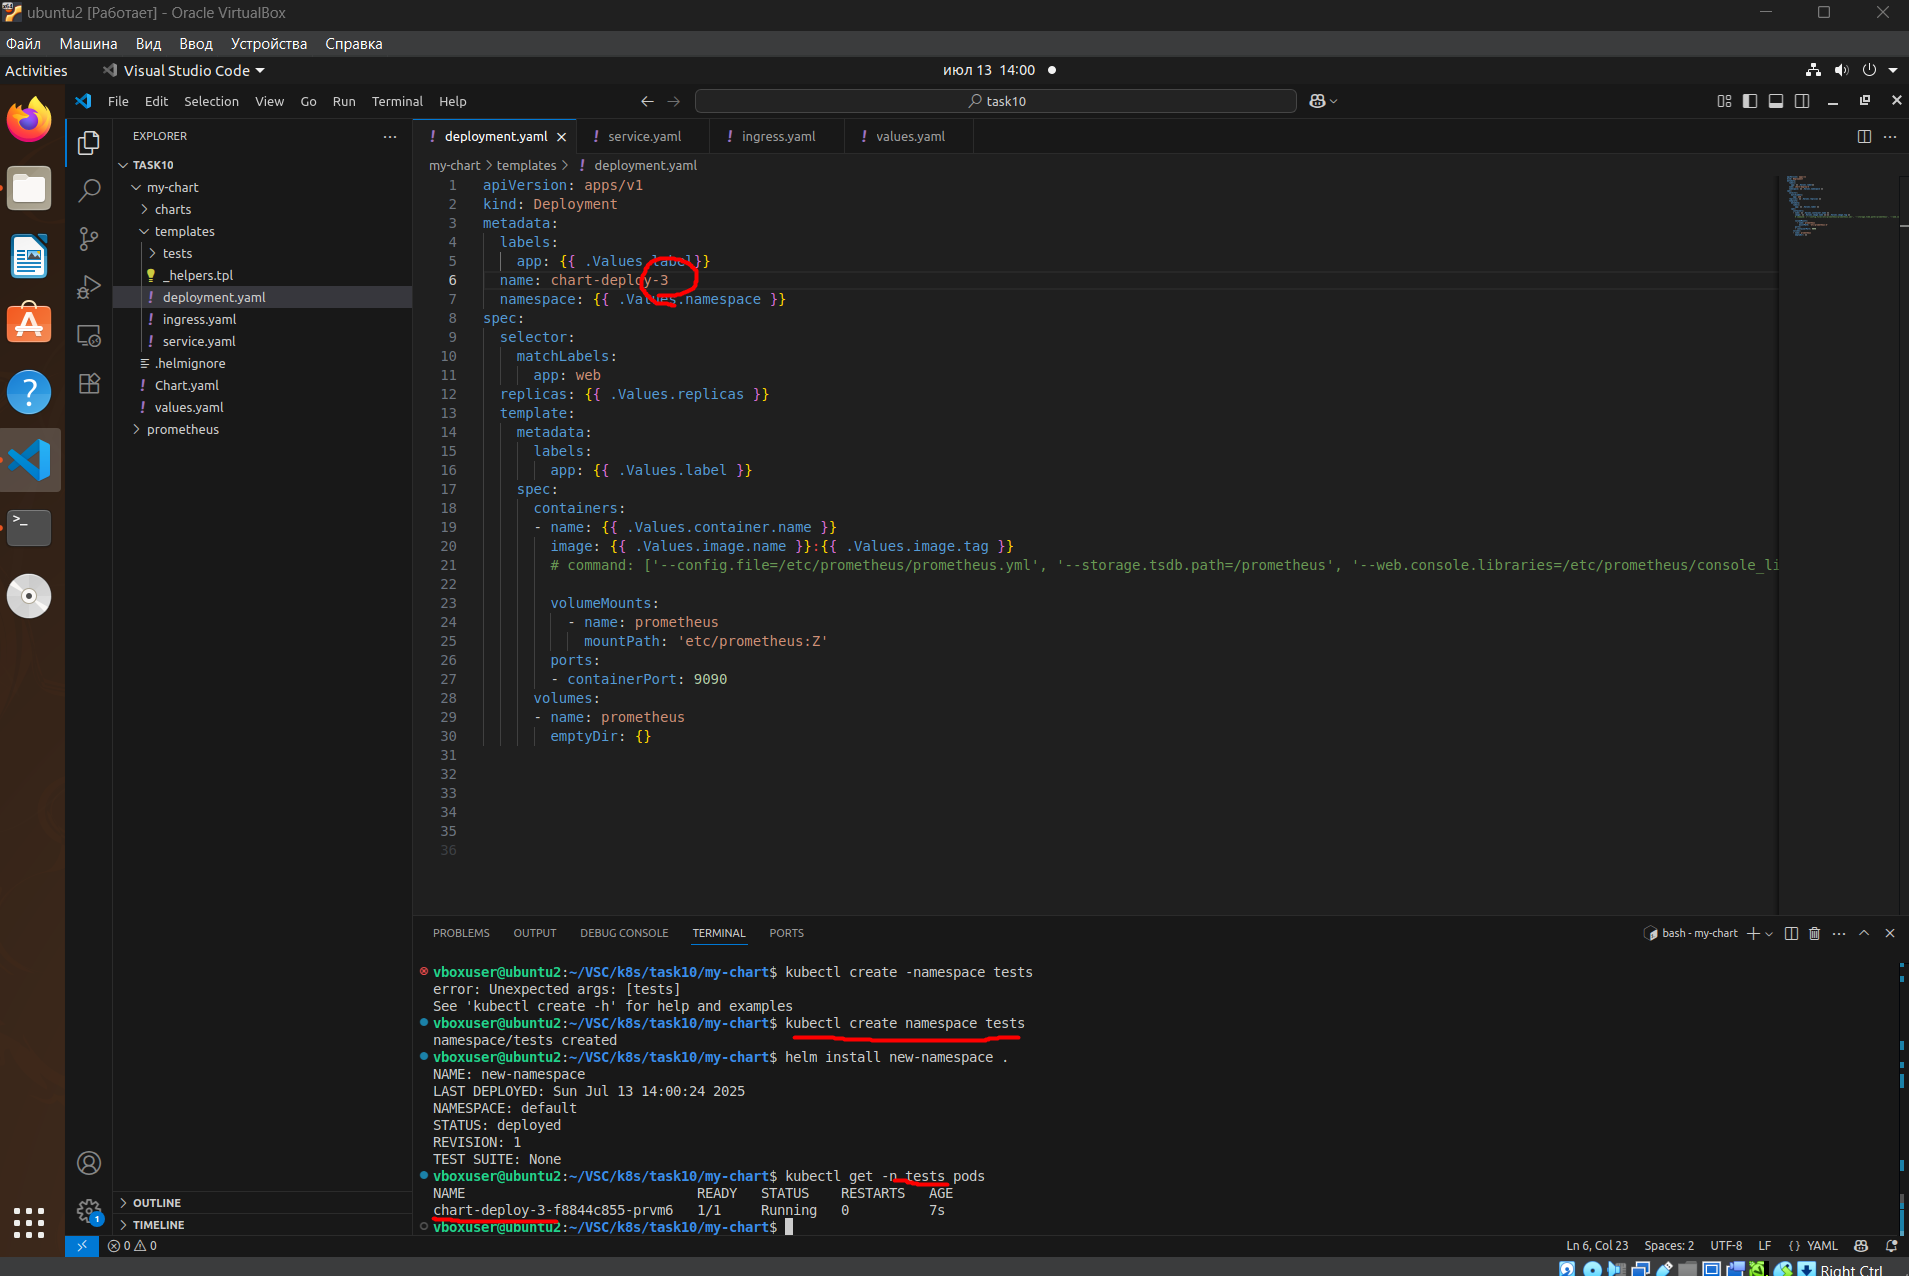 ubuntu2 [Работает] - Oracle VirtualBox
Файл Машина Вид Ввод Устройства Справка
Activities Visual Studio Code июл 13 14:00
File Edit Selection View Go Run Terminal Help task10
EXPLORER
TASK10
my-chart
charts
templates
tests
_helpers.tpl
deployment.yaml
ingress.yaml
service.yaml
.helmignore
Chart.yaml
values.yaml
prometheus
OUTLINE
TIMELINE
deployment.yaml service.yaml ingress.yaml values.yaml
my-chart > templates > deployment.yaml
1 apiVersion: apps/v1
2 kind: Deployment
3 metadata:
4 labels:
5 app: {{ .Values.label}}
6 name: chart-deploy-3
7 namespace: {{ .Values.namespace }}
8 spec:
9 selector:
10 matchLabels:
11 app: web
12 replicas: {{ .Values.replicas }}
13 template:
14 metadata:
15 labels:
16 app: {{ .Values.label }}
17 spec:
18 containers:
19 - name: {{ .Values.container.name }}
20 image: {{ .Values.image.name }}:{{ .Values.image.tag }}
21 # command: ['--config.file=/etc/prometheus/prometheus.yml', '--storage.tsdb.path=/prometheus', '--web.console.libraries=/etc/prometheus/console_li
22
23 volumeMounts:
24 - name: prometheus
25 mountPath: 'etc/prometheus:Z'
26 ports:
27 - containerPort: 9090
28 volumes:
29 - name: prometheus
30 emptyDir: {}
31
32
33
34
35
36
PROBLEMS OUTPUT DEBUG CONSOLE TERMINAL PORTS bash - my-chart
vboxuser@ubuntu2:~/VSC/k8s/task10/my-chart$ kubectl create -namespace tests
error: Unexpected args: [tests]
See 'kubectl create -h' for help and examples
vboxuser@ubuntu2:~/VSC/k8s/task10/my-chart$ kubectl create namespace tests
namespace/tests created
vboxuser@ubuntu2:~/VSC/k8s/task10/my-chart$ helm install new-namespace .
NAME: new-namespace
LAST DEPLOYED: Sun Jul 13 14:00:24 2025
NAMESPACE: default
STATUS: deployed
REVISION: 1
TEST SUITE: None
vboxuser@ubuntu2:~/VSC/k8s/task10/my-chart$ kubectl get -n tests pods
NAME READY STATUS RESTARTS AGE
chart-deploy-3-f8844c855-prvm6 1/1 Running 0 7s
vboxuser@ubuntu2:~/VSC/k8s/task10/my-chart$
1
0 0 Ln 6, Col 23 Spaces: 2 UTF-8 LF {} YAML
Right Ctrl